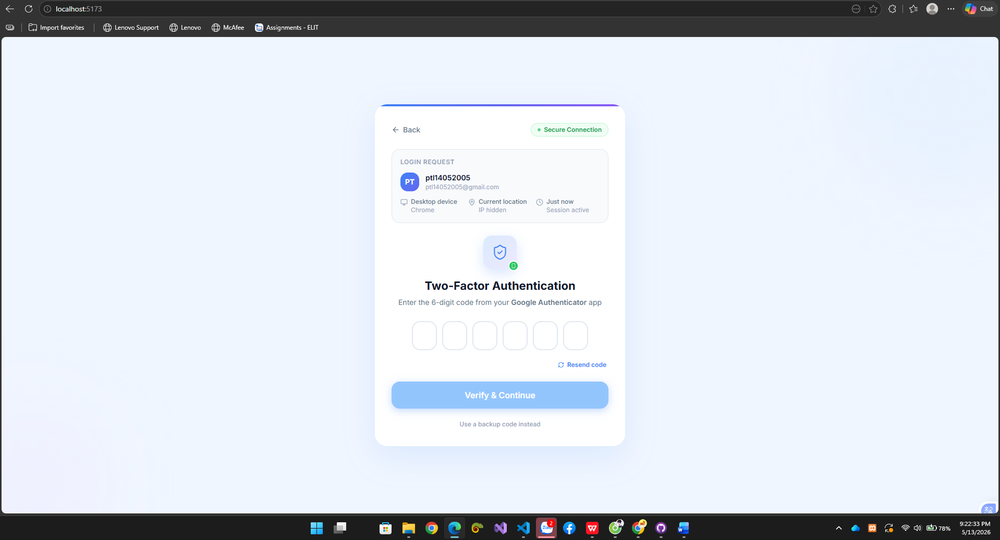 localhost:5173
Chat
Import favorites
Lenovo Support
Lenovo
McAfee
Assignments - ELIT
Back
Secure Connection
LOGIN REQUEST
PT
ptl14052005
ptl14052005@gmail.com
Desktop device
Chrome
Current location
IP hidden
Just now
Session active
Two-Factor Authentication
Enter the 6-digit code from your Google Authenticator app
Resend code
Verify & Continue
Use a backup code instead
Zalo
2
78%
9:22:33 PM
5/13/2026